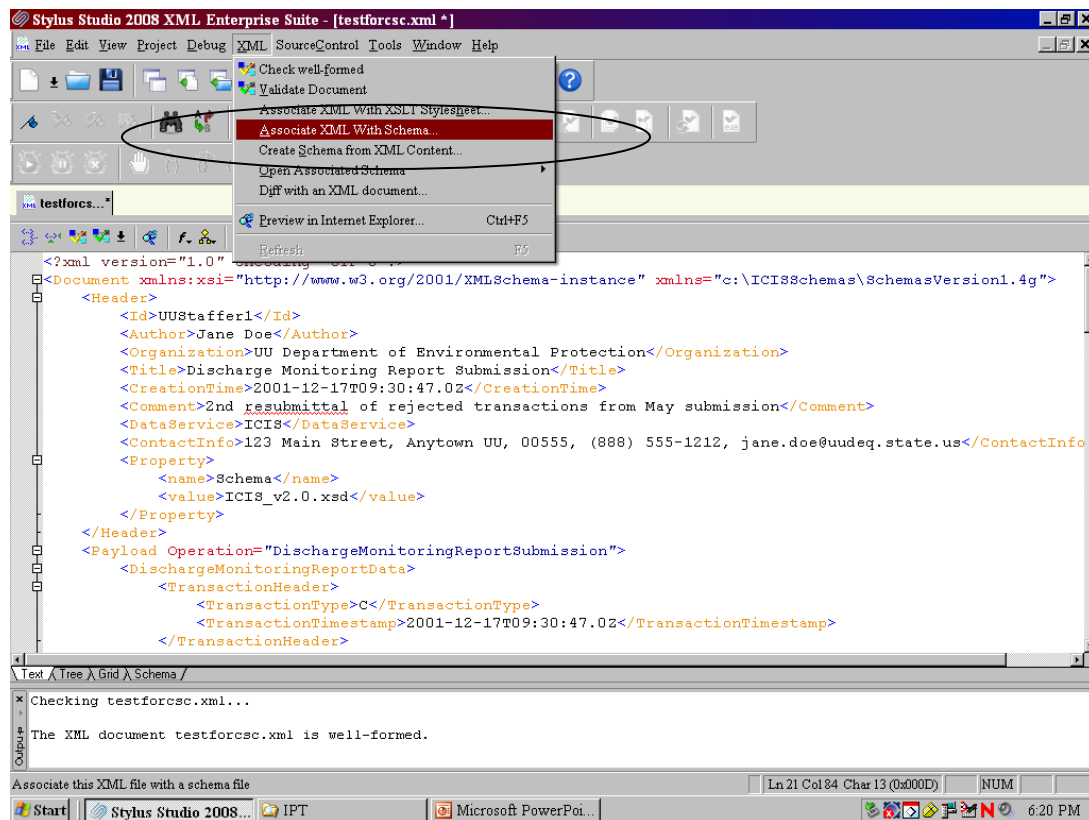 Stylus Studio 2008 XML Enterprise Suite - [testforcsc.xml *]
File Edit View Project Debug XML SourceControl Tools Window Help
Check well-formed
Validate Document
Associate XML With XSLT Stylesheet...
Associate XML With Schema...
Create Schema from XML Content...
Open Associated Schema
Diff with an XML document...
Preview in Internet Explorer... Ctrl+F5
Refresh F5
testforcs...*
<?xml version="1.0"
<Document xmlns:xsi="http://www.w3.org/2001/XMLSchema-instance" xmlns="c:\ICISSchemas\SchemasVersion1.4g">
<Header>
<Id>UUStaffer1</Id>
<Author>Jane Doe</Author>
<Organization>UU Department of Environmental Protection</Organization>
<Title>Discharge Monitoring Report Submission</Title>
<CreationTime>2001-12-17T09:30:47.0Z</CreationTime>
<Comment>2nd resubmittal of rejected transactions from May submission</Comment>
<DataService>ICIS</DataService>
<ContactInfo>123 Main Street, Anytown UU, 00555, (888) 555-1212, jane.doe@uudeq.state.us</ContactInfo
<Property>
<name>Schema</name>
<value>ICIS_v2.0.xsd</value>
</Property>
</Header>
<Payload Operation="DischargeMonitoringReportSubmission">
<DischargeMonitoringReportData>
<TransactionHeader>
<TransactionType>C</TransactionType>
<TransactionTimestamp>2001-12-17T09:30:47.0Z</TransactionTimestamp>
</TransactionHeader>
Text Tree Grid Schema
Checking testforcsc.xml...
The XML document testforcsc.xml is well-formed.
Output
Associate this XML file with a schema file
Ln 21 Col 84 Char 13 (0x000D) NUM
Start Stylus Studio 2008... IPT Microsoft PowerPoi... 6:20 PM